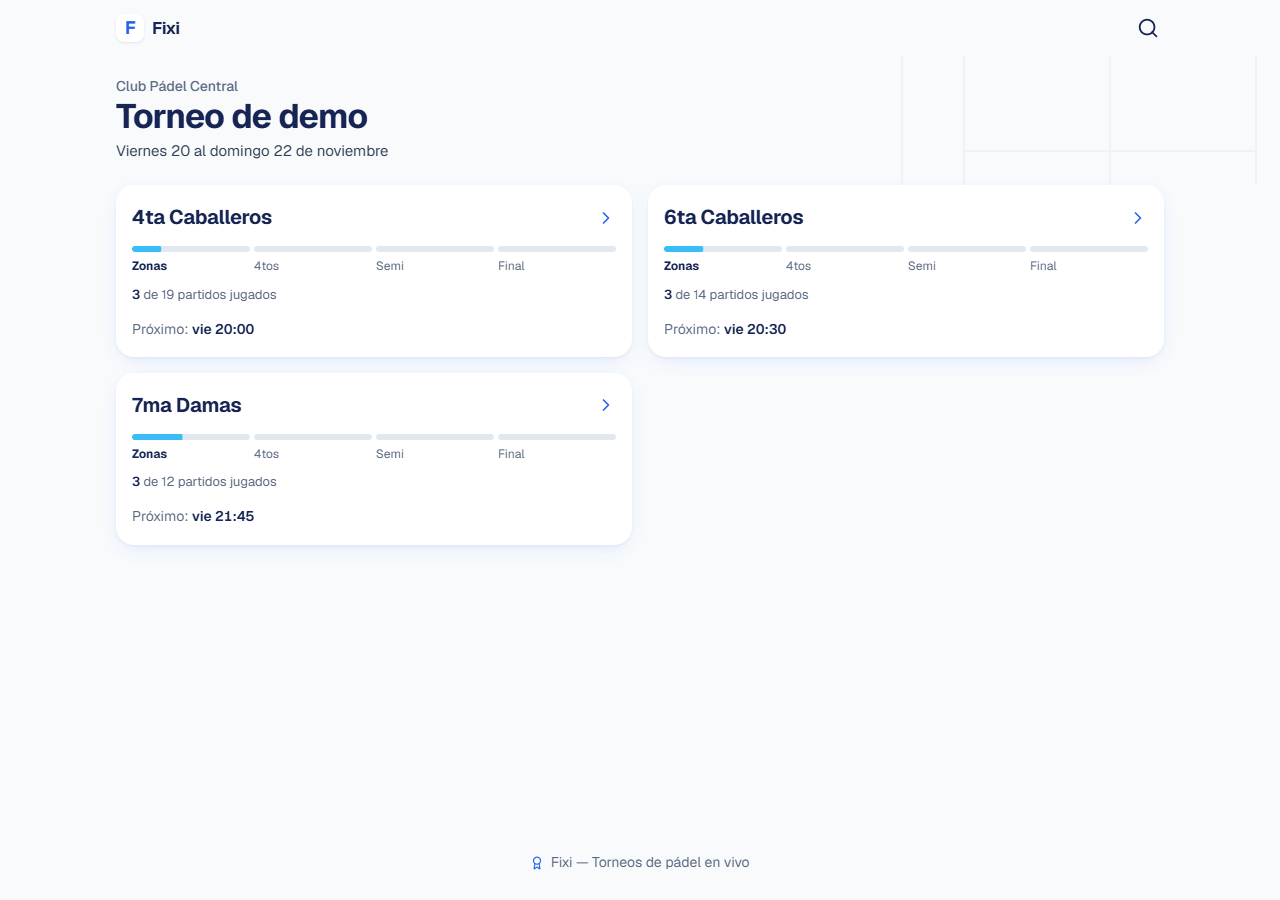 F Fixi
Club Pádel Central
Torneo de demo
Viernes 20 al domingo 22 de noviembre
4ta Caballeros
Zonas 4tos Semi Final
3 de 19 partidos jugados
Próximo: vie 20:00
6ta Caballeros
Zonas 4tos Semi Final
3 de 14 partidos jugados
Próximo: vie 20:30
7ma Damas
Zonas 4tos Semi Final
3 de 12 partidos jugados
Próximo: vie 21:45
Fixi — Torneos de pádel en vivo